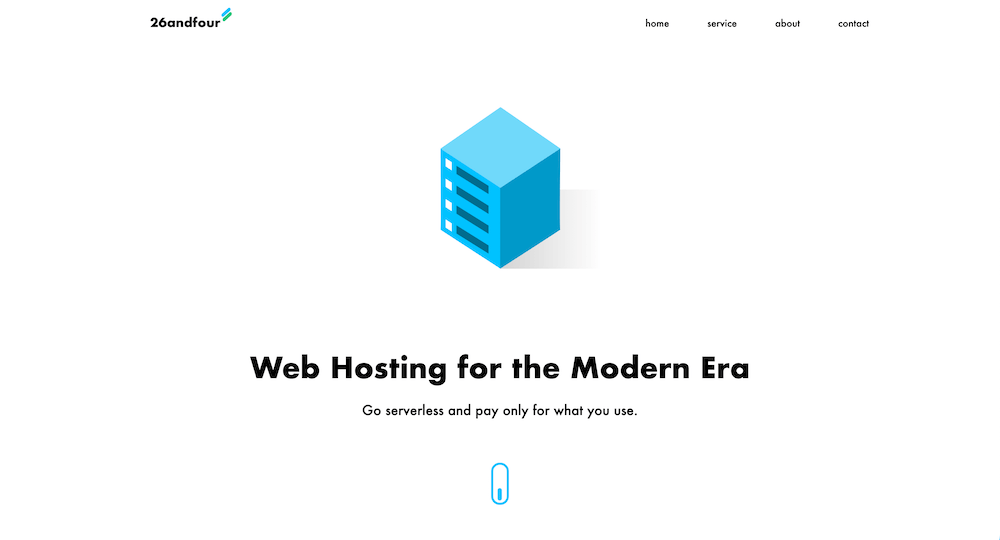 26andfour
home service about contact
Web Hosting for the Modern Era
Go serverless and pay only for what you use.